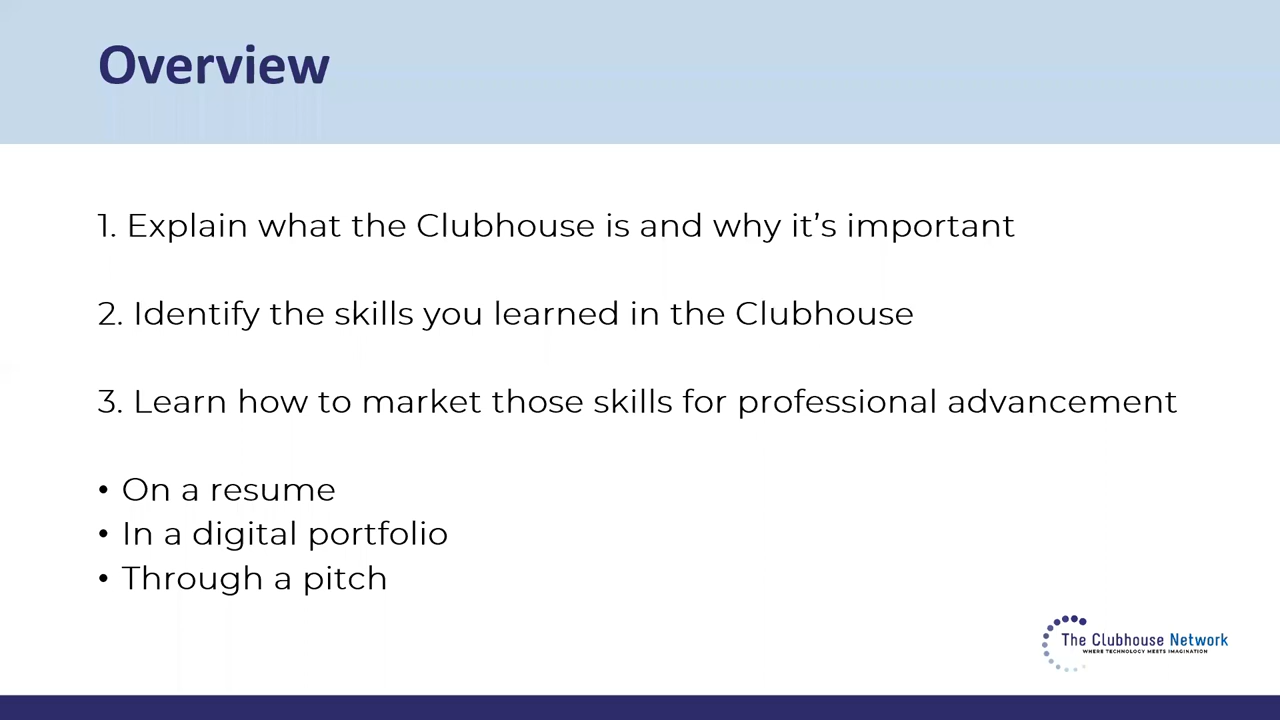 Overview
1. Explain what the Clubhouse is and why it’s important
2. Identify the skills you learned in the Clubhouse
3. Learn how to market those skills for professional advancement
• On a resume
• In a digital portfolio
• Through a pitch
The Clubhouse Network
WHERE TECHNOLOGY MEETS IMAGINATION